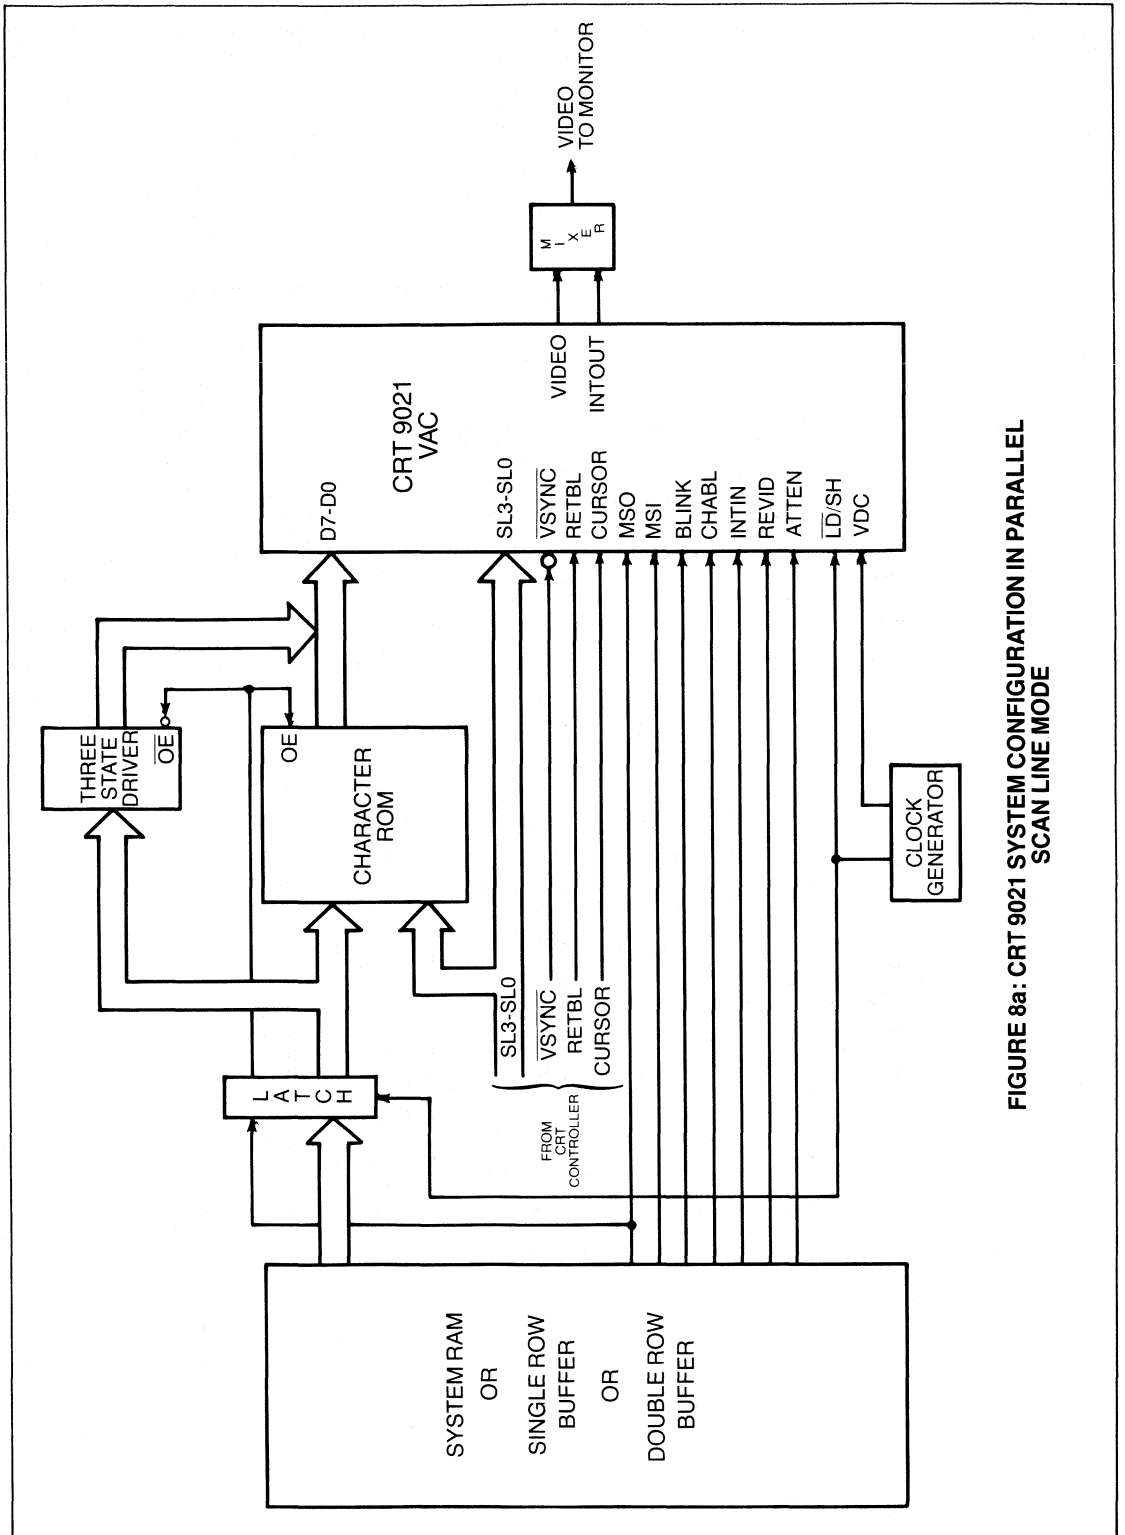 SYSTEM RAM
OR
SINGLE ROW
BUFFER
OR
DOUBLE ROW
BUFFER
LATCH
THREE
STATE
DRIVER
OE
CHARACTER
ROM
OE
SL3-SL0
VSYNC
RETBL
CURSOR
FROM
CRT
CONTROLLER
CLOCK
GENERATOR
CRT 9021
VAC
D7-D0
SL3-SL0
VSYNC
RETBL
CURSOR
MSO
MSI
BLINK
CHABL
INTIN
REVID
ATTEN
LD/SH
VDC
VIDEO
INTOUT
MIXER
VIDEO
TO MONITOR
FIGURE 8a: CRT 9021 SYSTEM CONFIGURATION IN PARALLEL
SCAN LINE MODE